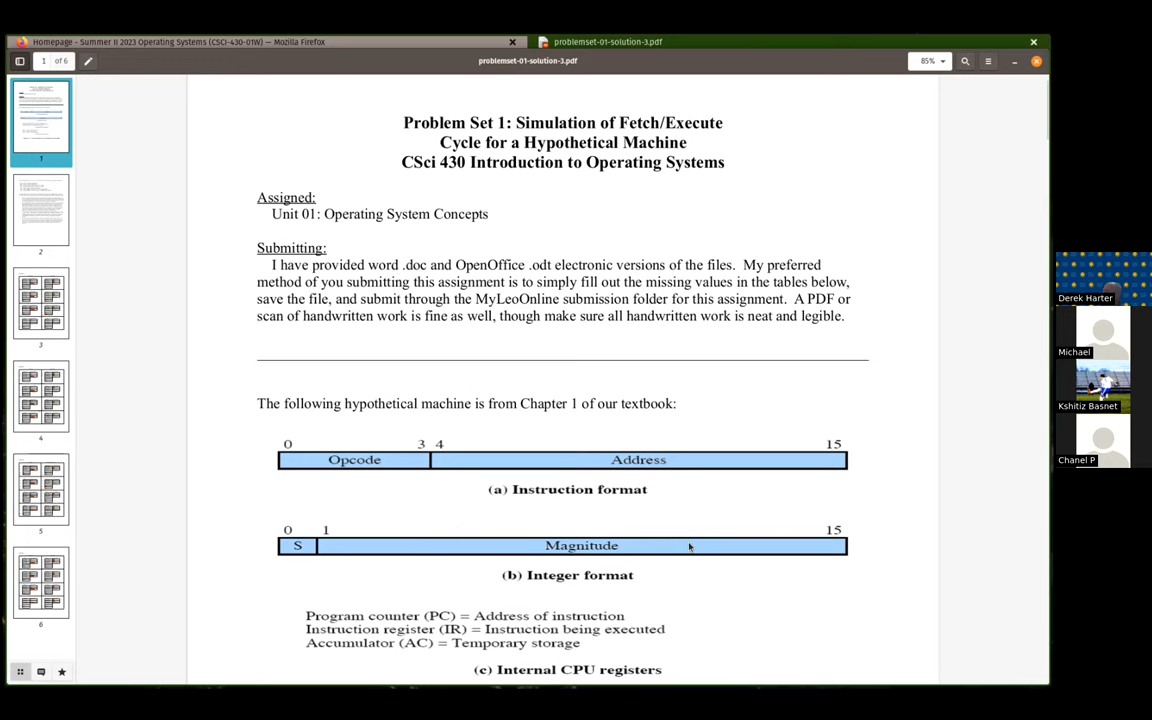 Homepage - Summer II 2023 Operating Systems (CSCI-430-01W) — Mozilla Firefox
problemset-01-solution-3.pdf
1 of 6
problemset-01-solution-3.pdf
85%
Problem Set 1: Simulation of Fetch/Execute
Cycle for a Hypothetical Machine
CSci 430 Introduction to Operating Systems
Assigned:
Unit 01: Operating System Concepts
Submitting:
I have provided word .doc and OpenOffice .odt electronic versions of the files. My preferred
method of you submitting this assignment is to simply fill out the missing values in the tables below,
save the file, and submit through the MyLeoOnline submission folder for this assignment. A PDF or
scan of handwritten work is fine as well, though make sure all handwritten work is neat and legible.
The following hypothetical machine is from Chapter 1 of our textbook:
0 3 4 15
Opcode Address
(a) Instruction format
0 1 15
S Magnitude
(b) Integer format
Program counter (PC) = Address of instruction
Instruction register (IR) = Instruction being executed
Accumulator (AC) = Temporary storage
(c) Internal CPU registers
1
2
3
4
5
6
Derek Harter
Michael
Kshitiz Basnet
Chanel P